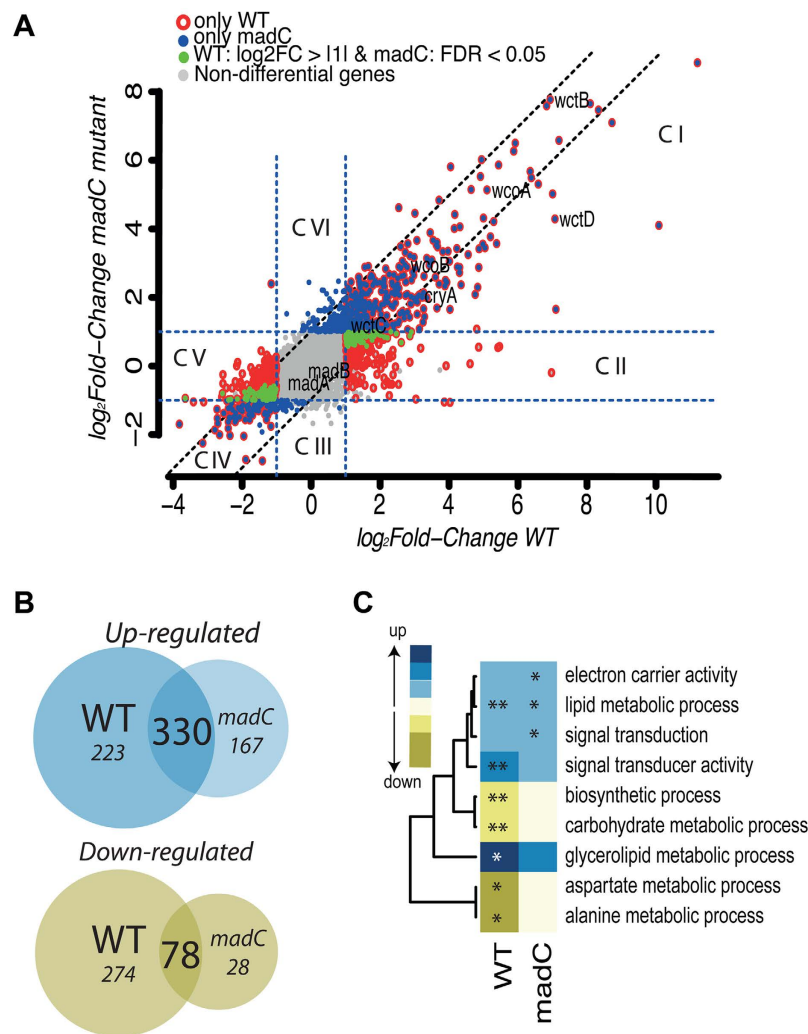 A
only WT
only madC
WT: log2FC > |1| & madC: FDR < 0.05
Non-differential genes
log₂Fold-Change madC mutant
8
6
4
2
0
−2
C VI
C I
C V
C II
C IV
C III
wctB
wcoA
wctD
wcoB
cryA
wctC
madB
madA
−4 −2 0 2 4 6 8 10
log₂Fold-Change WT
B
Up-regulated
WT
223
330
madC
167
Down-regulated
WT
274
78
madC
28
C
up
down
* electron carrier activity
** * lipid metabolic process
* signal transduction
** signal transducer activity
** biosynthetic process
** carbohydrate metabolic process
* glycerolipid metabolic process
* aspartate metabolic process
* alanine metabolic process
WT
madC